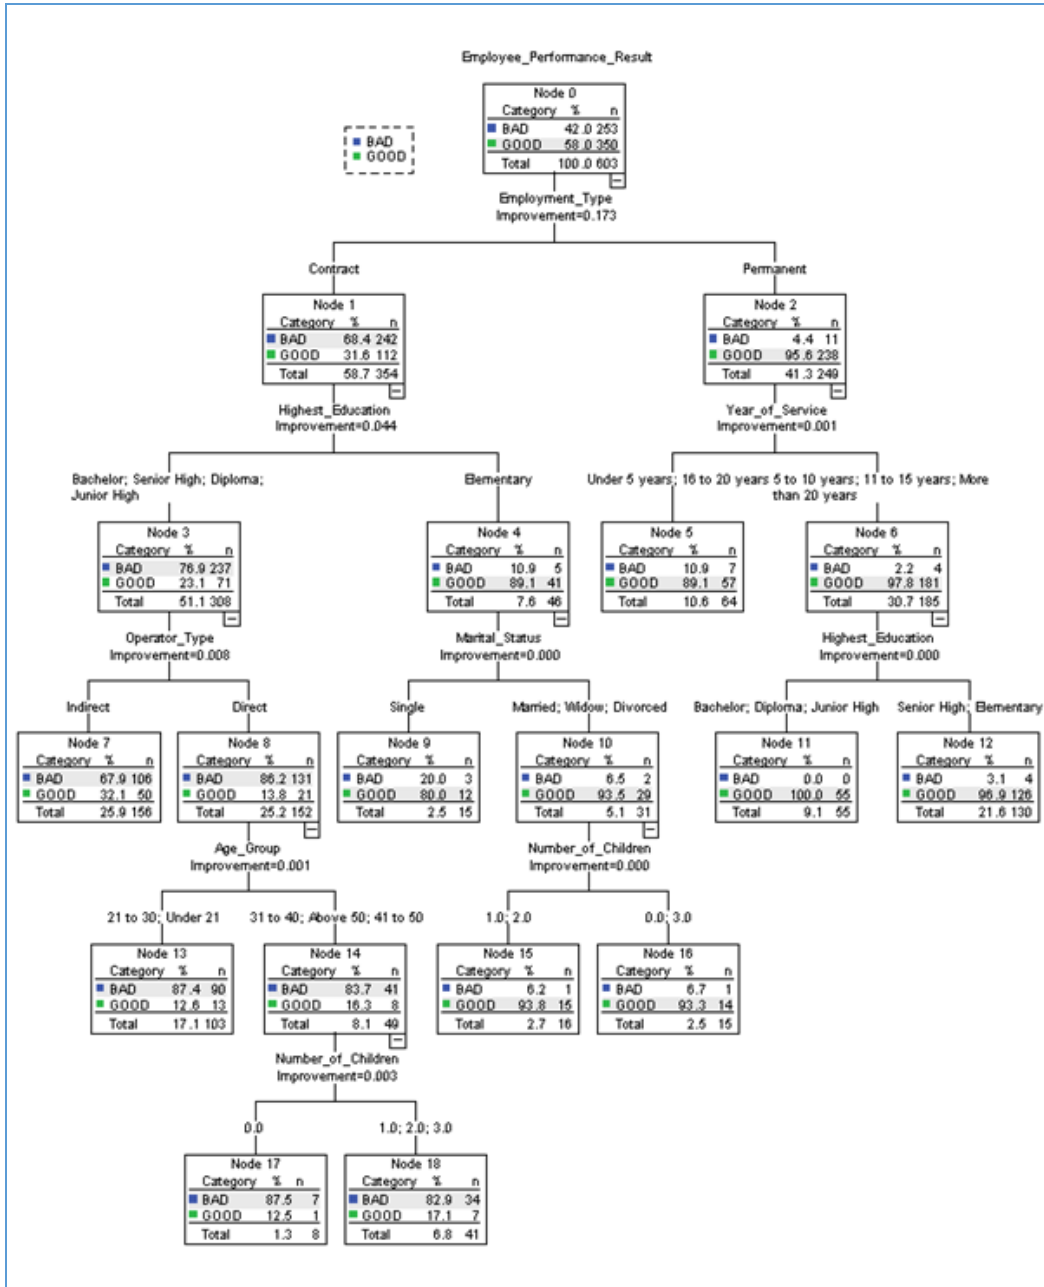 Employee_Performance_Result
Node 0
Category % n
BAD 42.0 253
GOOD 58.0 350
Total 100.0 603
BAD
GOOD
Employment_Type
Improvement=0.173
Contract
Permanent
Node 1
Category % n
BAD 68.4 242
GOOD 31.6 112
Total 58.7 354
Node 2
Category % n
BAD 4.4 11
GOOD 95.6 238
Total 41.3 249
Highest_Education
Improvement=0.044
Year_of_Service
Improvement=0.001
Bachelor; Senior High; Diploma;
Junior High
Elementary
Under 5 years; 16 to 20 years
5 to 10 years; 11 to 15 years; More
than 20 years
Node 3
Category % n
BAD 76.9 237
GOOD 23.1 71
Total 51.1 308
Node 4
Category % n
BAD 10.9 5
GOOD 89.1 41
Total 7.6 46
Node 5
Category % n
BAD 10.9 7
GOOD 89.1 57
Total 10.6 64
Node 6
Category % n
BAD 2.2 4
GOOD 97.8 181
Total 30.7 185
Operator_Type
Improvement=0.008
Marital_Status
Improvement=0.000
Highest_Education
Improvement=0.000
Indirect
Direct
Single
Married; Widow; Divorced
Bachelor; Diploma; Junior High
Senior High; Elementary
Node 7
Category % n
BAD 67.9 106
GOOD 32.1 50
Total 25.9 156
Node 8
Category % n
BAD 86.2 131
GOOD 13.8 21
Total 25.2 152
Node 9
Category % n
BAD 20.0 3
GOOD 80.0 12
Total 2.5 15
Node 10
Category % n
BAD 6.5 2
GOOD 93.5 29
Total 5.1 31
Node 11
Category % n
BAD 0.0 0
GOOD 100.0 55
Total 9.1 55
Node 12
Category % n
BAD 3.1 4
GOOD 96.9 126
Total 21.6 130
Age_Group
Improvement=0.001
Number_of_Children
Improvement=0.000
21 to 30; Under 21
31 to 40; Above 50; 41 to 50
1.0; 2.0
0.0; 3.0
Node 13
Category % n
BAD 87.4 90
GOOD 12.6 13
Total 17.1 103
Node 14
Category % n
BAD 83.7 41
GOOD 16.3 8
Total 8.1 49
Node 15
Category % n
BAD 6.2 1
GOOD 93.8 15
Total 2.7 16
Node 16
Category % n
BAD 6.7 1
GOOD 93.3 14
Total 2.5 15
Number_of_Children
Improvement=0.003
0.0
1.0; 2.0; 3.0
Node 17
Category % n
BAD 87.5 7
GOOD 12.5 1
Total 1.3 8
Node 18
Category % n
BAD 82.9 34
GOOD 17.1 7
Total 6.8 41